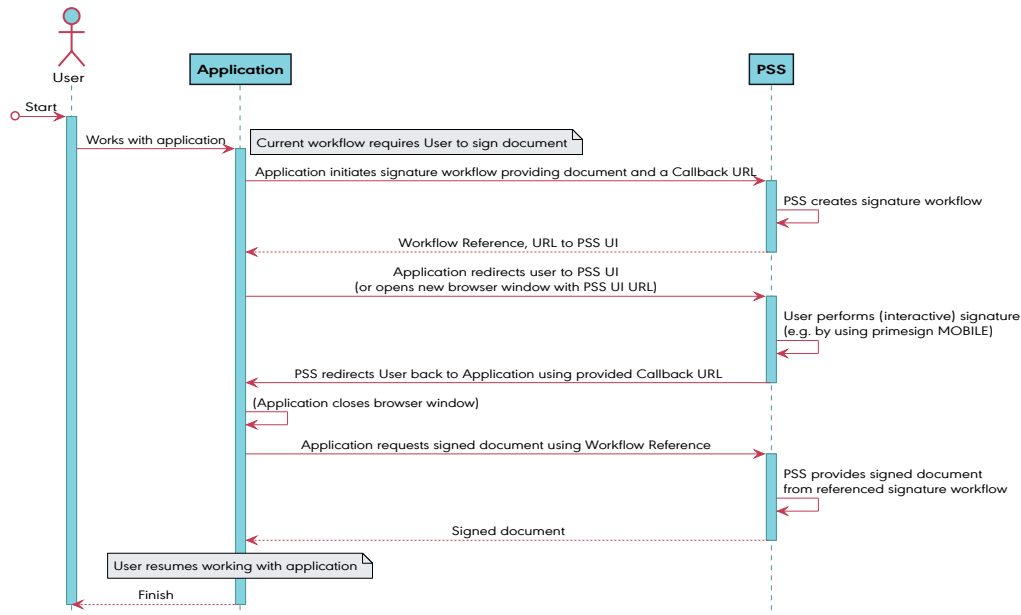 User
Application
PSS
Start
Works with application
Current workflow requires User to sign document
Application initiates signature workflow providing document and a Callback URL
PSS creates signature workflow
Workflow Reference, URL to PSS UI
Application redirects user to PSS UI
(or opens new browser window with PSS UI URL)
User performs (interactive) signature
(e.g. by using primesign MOBILE)
PSS redirects User back to Application using provided Callback URL
(Application closes browser window)
Application requests signed document using Workflow Reference
PSS provides signed document
from referenced signature workflow
Signed document
User resumes working with application
Finish